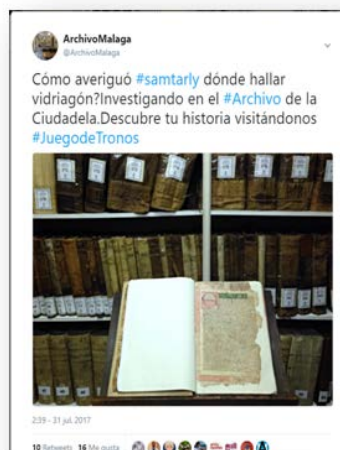 ArchivoMalaga
@ArchivoMalaga
Cómo averiguó #samtarly dónde hallar
vidriagón?Investigando en el #Archivo de la
Ciudadela.Descubre tu historia visitándonos
#JuegodeTronos
2:39 - 31 jul. 2017
10 Retweets 16 Me gusta